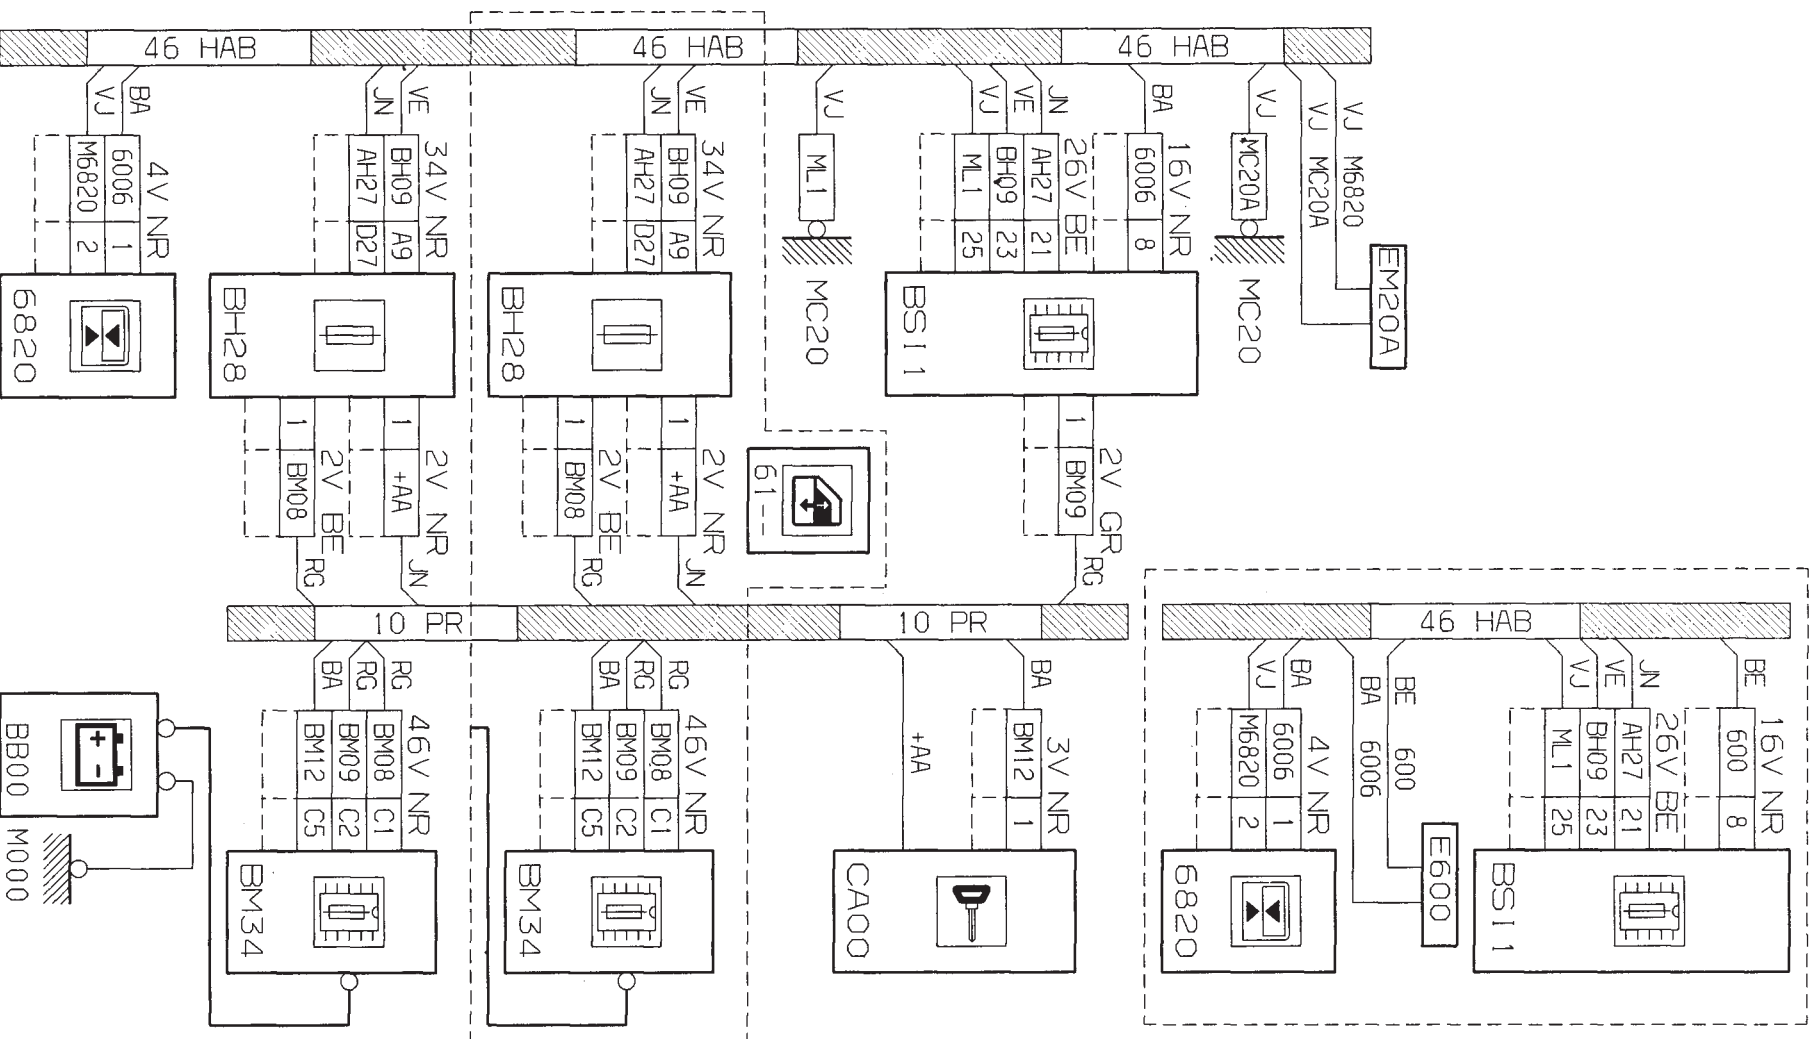 46 HAB
46 HAB
46 HAB
VJ
BA
JN
VE
JN
VE
VJ
VJ
VE
JN
BA
VJ
VJ MC20A
VJ M6820
EM20A
4V NR
6006 1
M6820 2
6820
34V NR
BH09 A9
AH27 D27
BH28
34V NR
BH09 A9
AH27 D27
BH28
ML1
MC20
16V NR
6006 8
26V BE
AH27 21
BH09 23
ML1 25
BSI1
MC20A
MC20
2V NR
1 +AA
2V BE
1 BM08
RG
JN
2V NR
1 +AA
2V BE
1 BM08
RG
JN
61--
2V GR
1 BM09
RG
10 PR
10 PR
BA
RG
RG
BA
RG
RG
+AA
BA
46V NR
BM08 C1
BM09 C2
BM12 C5
BM34
46V NR
BM08 C1
BM09 C2
BM12 C5
BM34
3V NR
BM12 1
CA00
+
-
BB00
M000
46 HAB
VJ
BA
BA 6006
BE 600
VJ
VE
JN
BE
E600
4V NR
6006 1
M6820 2
6820
16V NR
600 8
26V BE
AH27 21
BH09 23
ML1 25
BSI1